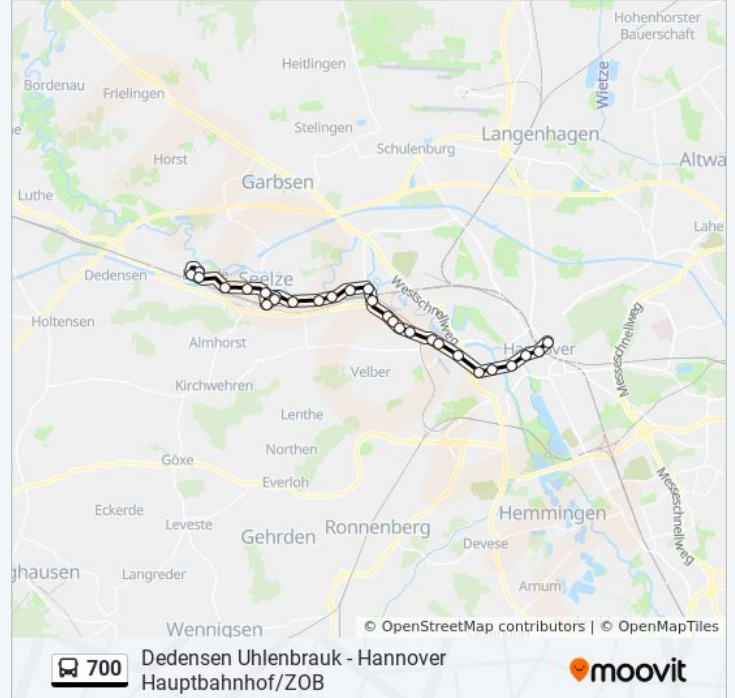 Hohenhorster
Bauerschaft
Heitlingen
Wietze
Bordenau
Frielingen
Stelingen
Langenhagen
Schulenburg
Horst
Altwa
Garbsen
Luthe
Lahe
Dedensen
Seelze
Westschnellweg
Holtensen
Almhorst
Hannover
Messeschnellweg
Velber
Kirchwehren
Lenthe
Northen
Göxe
Everloh
Messeschnellweg
Eckerde
Leveste
Gehrden
Ronnenberg
Hemmingen
Devese
ghausen
Langreder
Arnum
Wennigsen
© OpenStreetMap contributors | © OpenMapTiles
700
Dedensen Uhlenbrauk - Hannover
Hauptbahnhof/ZOB
moovit